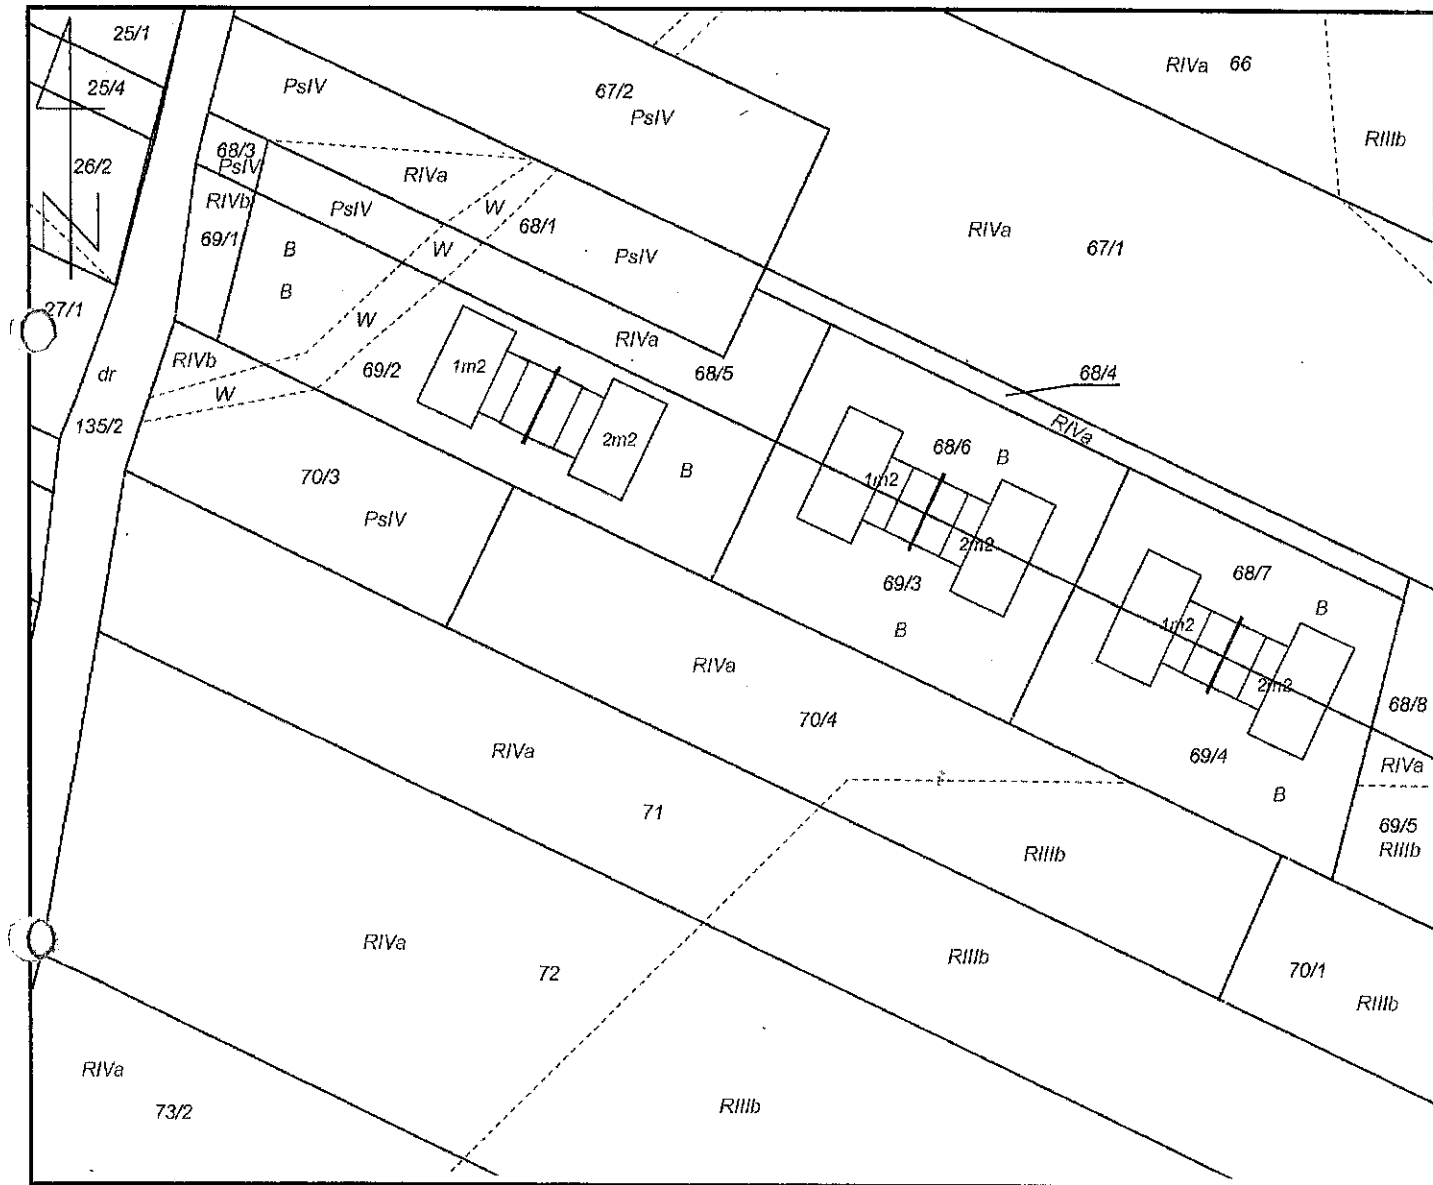 25/1
RIVa 66
PsIV
25/4
67/2
PsIV
RIIIb
68/3
PsIV
26/2
RIVa
RIVb
PsIV
W
68/1
RIVa
69/1
B
W
PsIV
67/1
B
27/1
W
RIVa
RIVb
1m2
69/2
68/5
68/4
dr
W
RIVa
135/2
2m2
68/6
B
70/3
B
1m2
PsIV
2m2
68/7
69/3
B
B
1m2
RIVa
2m2
68/8
70/4
RIVa
69/4
RIVa
B
71
69/5
RIIIb
RIIIb
RIVa
72
RIIIb
70/1
RIIIb
RIVa
73/2
RIIIb